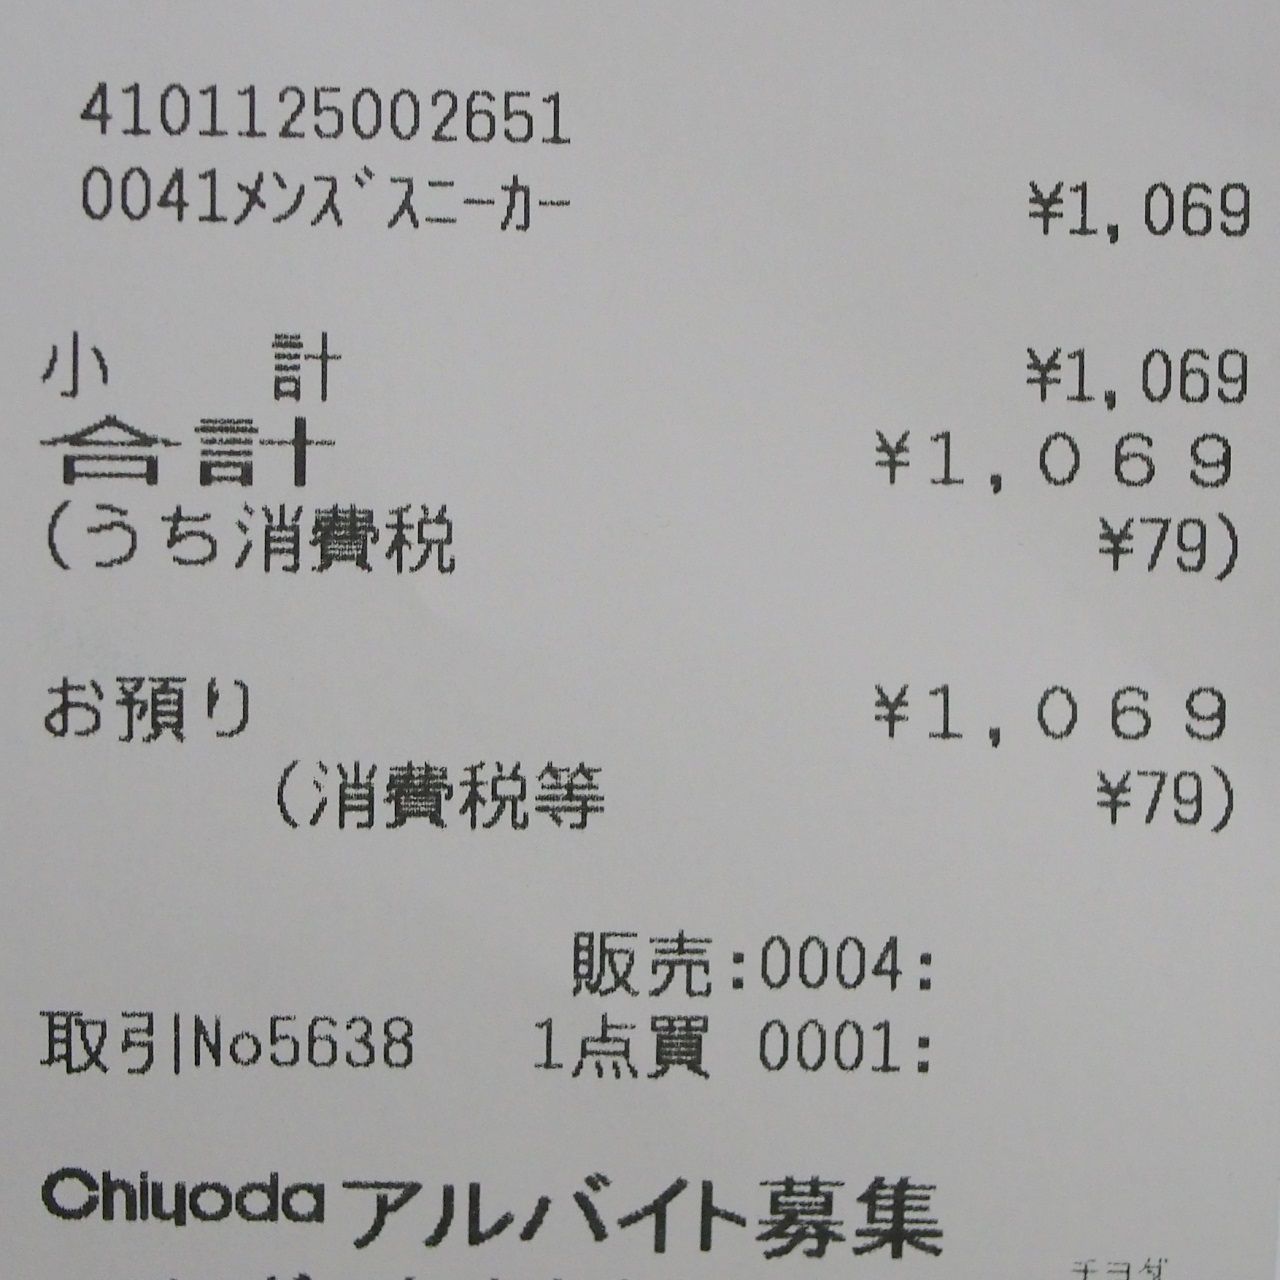 4101125002651
0041ﾒﾝｽﾞｽﾆｰｶｰ ¥1,069
小 計 ¥1,069
合計 ¥1,069
(うち消費税 ¥79)
お預り ¥1,069
(消費税等 ¥79)
販売:0004:
取引No5638 1点買 0001:
Chiyoda アルバイト募集
チヨダ